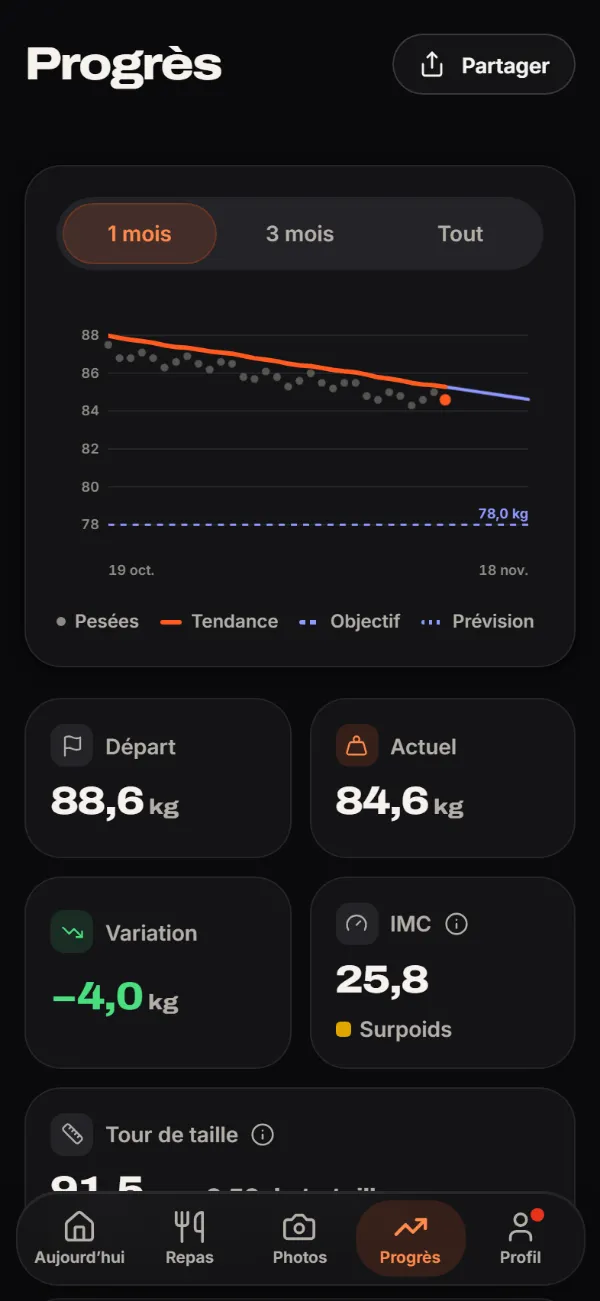 Progrès
Partager
1 mois
3 mois
Tout
88
86
84
82
80
78
78,0 kg
19 oct.
18 nov.
Pesées
Tendance
Objectif
Prévision
Départ
88,6 kg
Actuel
84,6 kg
Variation
−4,0 kg
IMC
25,8
Surpoids
Tour de taille
91,5
Aujourd’hui
Repas
Photos
Progrès
Profil